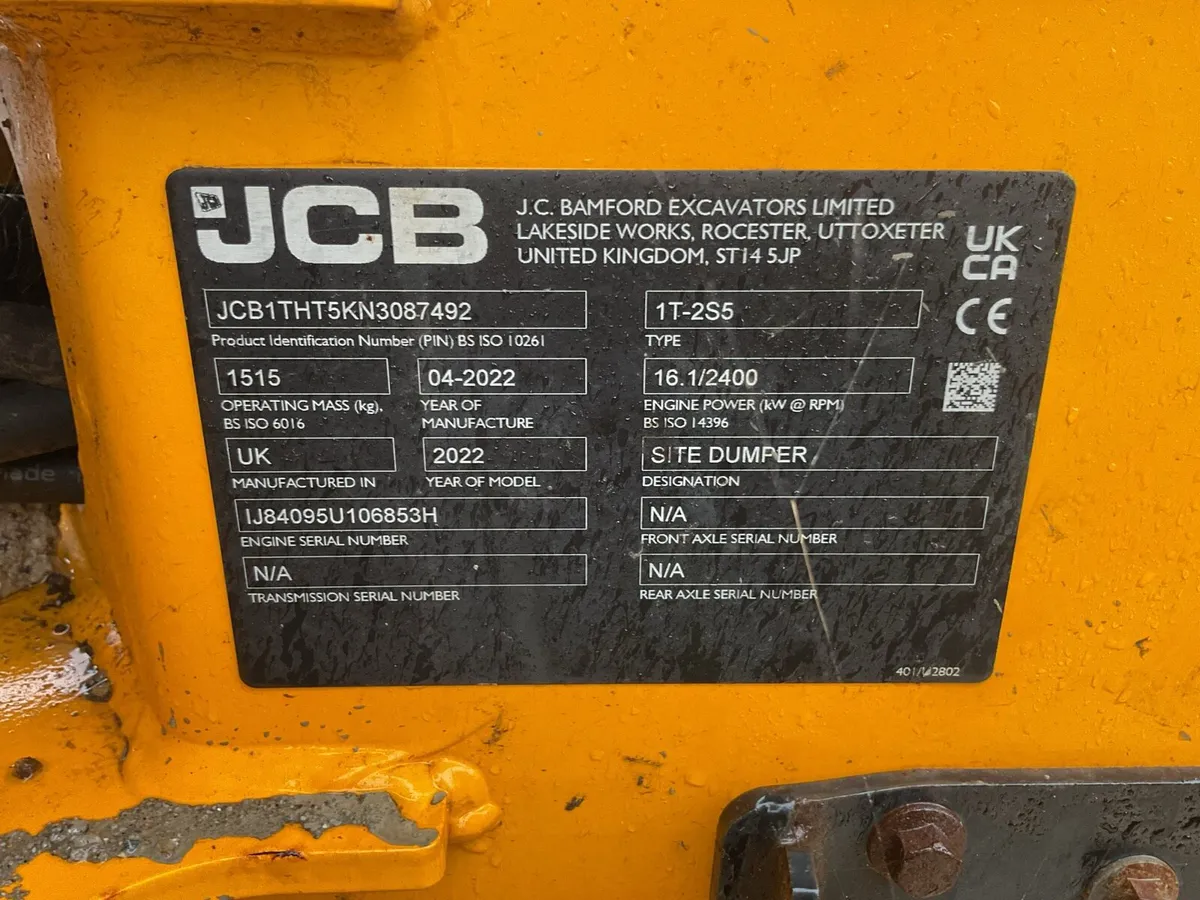 JCB
J.C. BAMFORD EXCAVATORS LIMITED
LAKESIDE WORKS, ROCESTER, UTTOXETER
UNITED KINGDOM, ST14 5JP
UK
CA
CE
JCB1THT5KN3087492
Product Identification Number (PIN) BS ISO 10261
1T-2S5
TYPE
1515
OPERATING MASS (kg),
BS ISO 6016
04-2022
YEAR OF
MANUFACTURE
16.1/2400
ENGINE POWER (kW @ RPM)
BS ISO 14396
UK
MANUFACTURED IN
2022
YEAR OF MODEL
SITE DUMPER
DESIGNATION
IJ84095U106853H
ENGINE SERIAL NUMBER
N/A
FRONT AXLE SERIAL NUMBER
N/A
TRANSMISSION SERIAL NUMBER
N/A
REAR AXLE SERIAL NUMBER